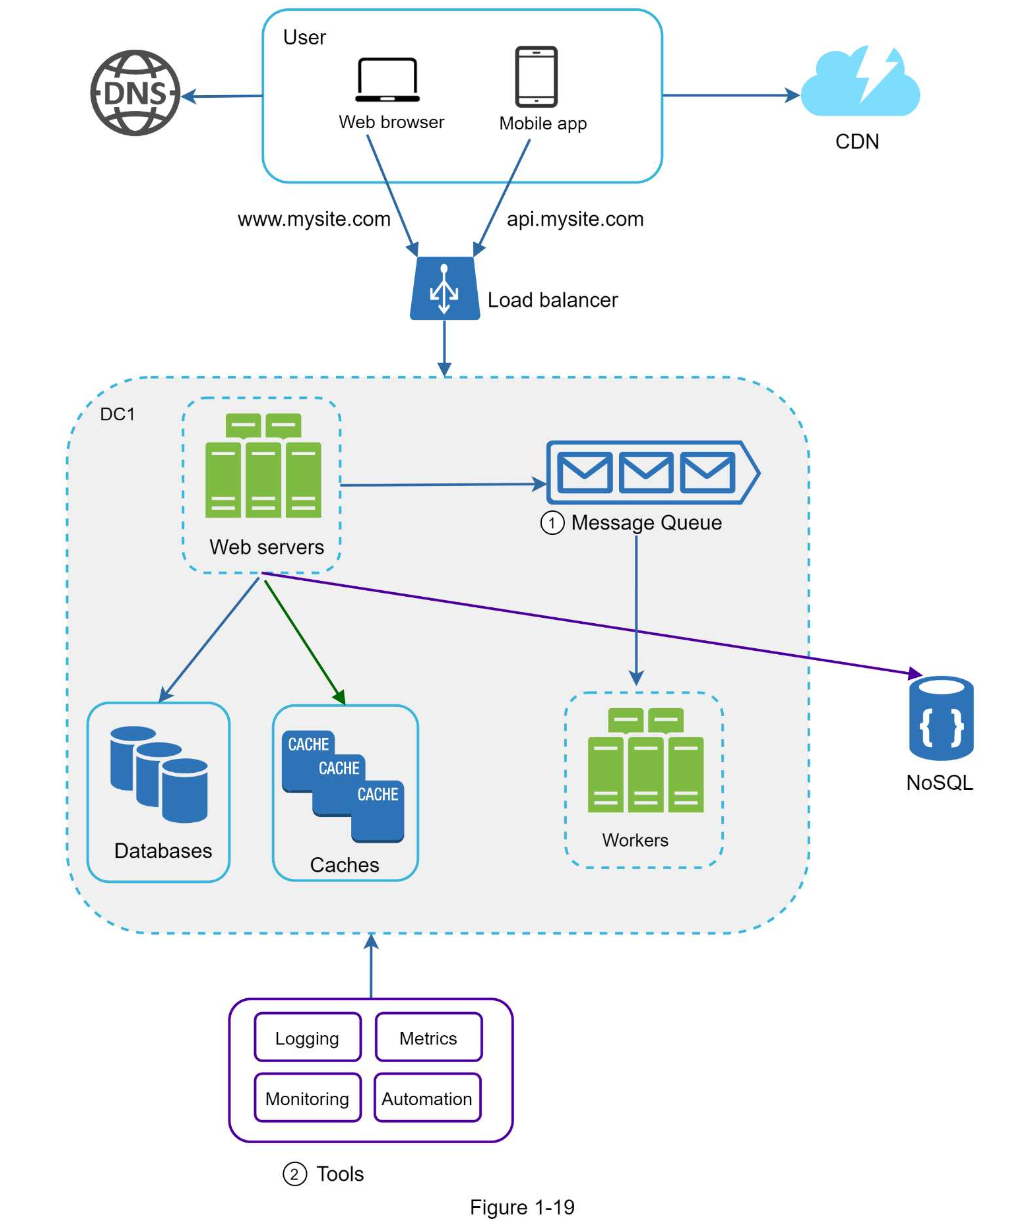 User
DNS
Web browser
Mobile app
CDN
www.mysite.com
api.mysite.com
Load balancer
DC1
Web servers
1 Message Queue
CACHE
CACHE
CACHE
Databases
Caches
Workers
{ }
NoSQL
Logging
Metrics
Monitoring
Automation
2 Tools
Figure 1-19